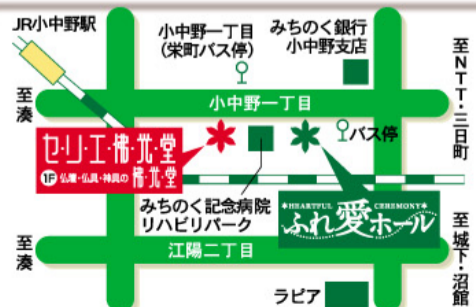 JR小中野駅
小中野一丁目
(栄町バス停)
みちのく銀行
小中野支店
至湊
小中野一丁目
至NTT・三日町
バス停
セ・リ・エ・佛・光・堂
1F 仏壇・仏具・神具の佛光堂
みちのく記念病院
リハビリパーク
HEARTFUL CEREMONY
ふれ愛ホール
至湊
江陽二丁目
至城下・沼館
ラピア